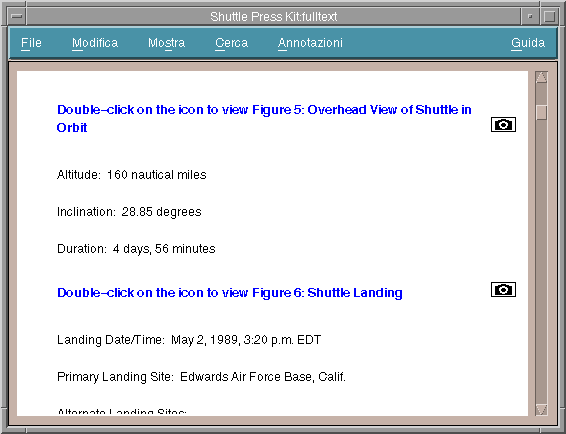 Shuttle Press Kit:fulltext
File Modifica Mostra Cerca Annotazioni Guida
Double-click on the icon to view Figure 5: Overhead View of Shuttle in
Orbit
Altitude: 160 nautical miles
Inclination: 28.85 degrees
Duration: 4 days, 56 minutes
Double-click on the icon to view Figure 6: Shuttle Landing
Landing Date/Time: May 2, 1989, 3:20 p.m. EDT
Primary Landing Site: Edwards Air Force Base, Calif.
Alternate Landing Sites: